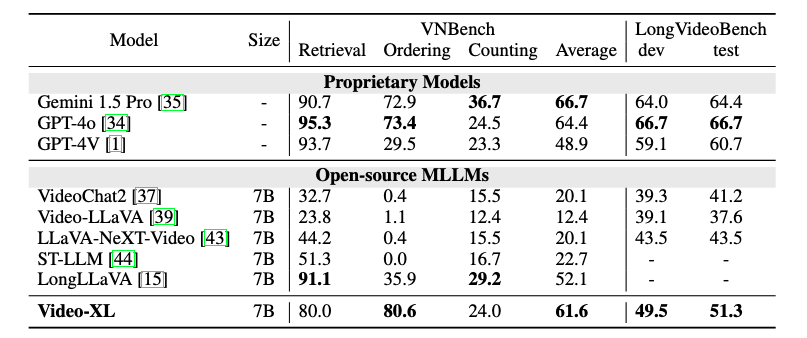 Model Size VNBench LongVideoBench
Retrieval Ordering Counting Average dev test
Proprietary Models
Gemini 1.5 Pro [35] - 90.7 72.9 36.7 66.7 64.0 64.4
GPT-4o [34] - 95.3 73.4 24.5 64.4 66.7 66.7
GPT-4V [1] - 93.7 29.5 23.3 48.9 59.1 60.7
Open-source MLLMs
VideoChat2 [37] 7B 32.7 0.4 15.5 20.1 39.3 41.2
Video-LLaVA [39] 7B 23.8 1.1 12.4 12.4 39.1 37.6
LLaVA-NeXT-Video [43] 7B 44.2 0.4 15.5 20.1 43.5 43.5
ST-LLM [44] 7B 51.3 0.0 16.7 22.7 - -
LongLLaVA [15] 7B 91.1 35.9 29.2 52.1 - -
Video-XL 7B 80.0 80.6 24.0 61.6 49.5 51.3